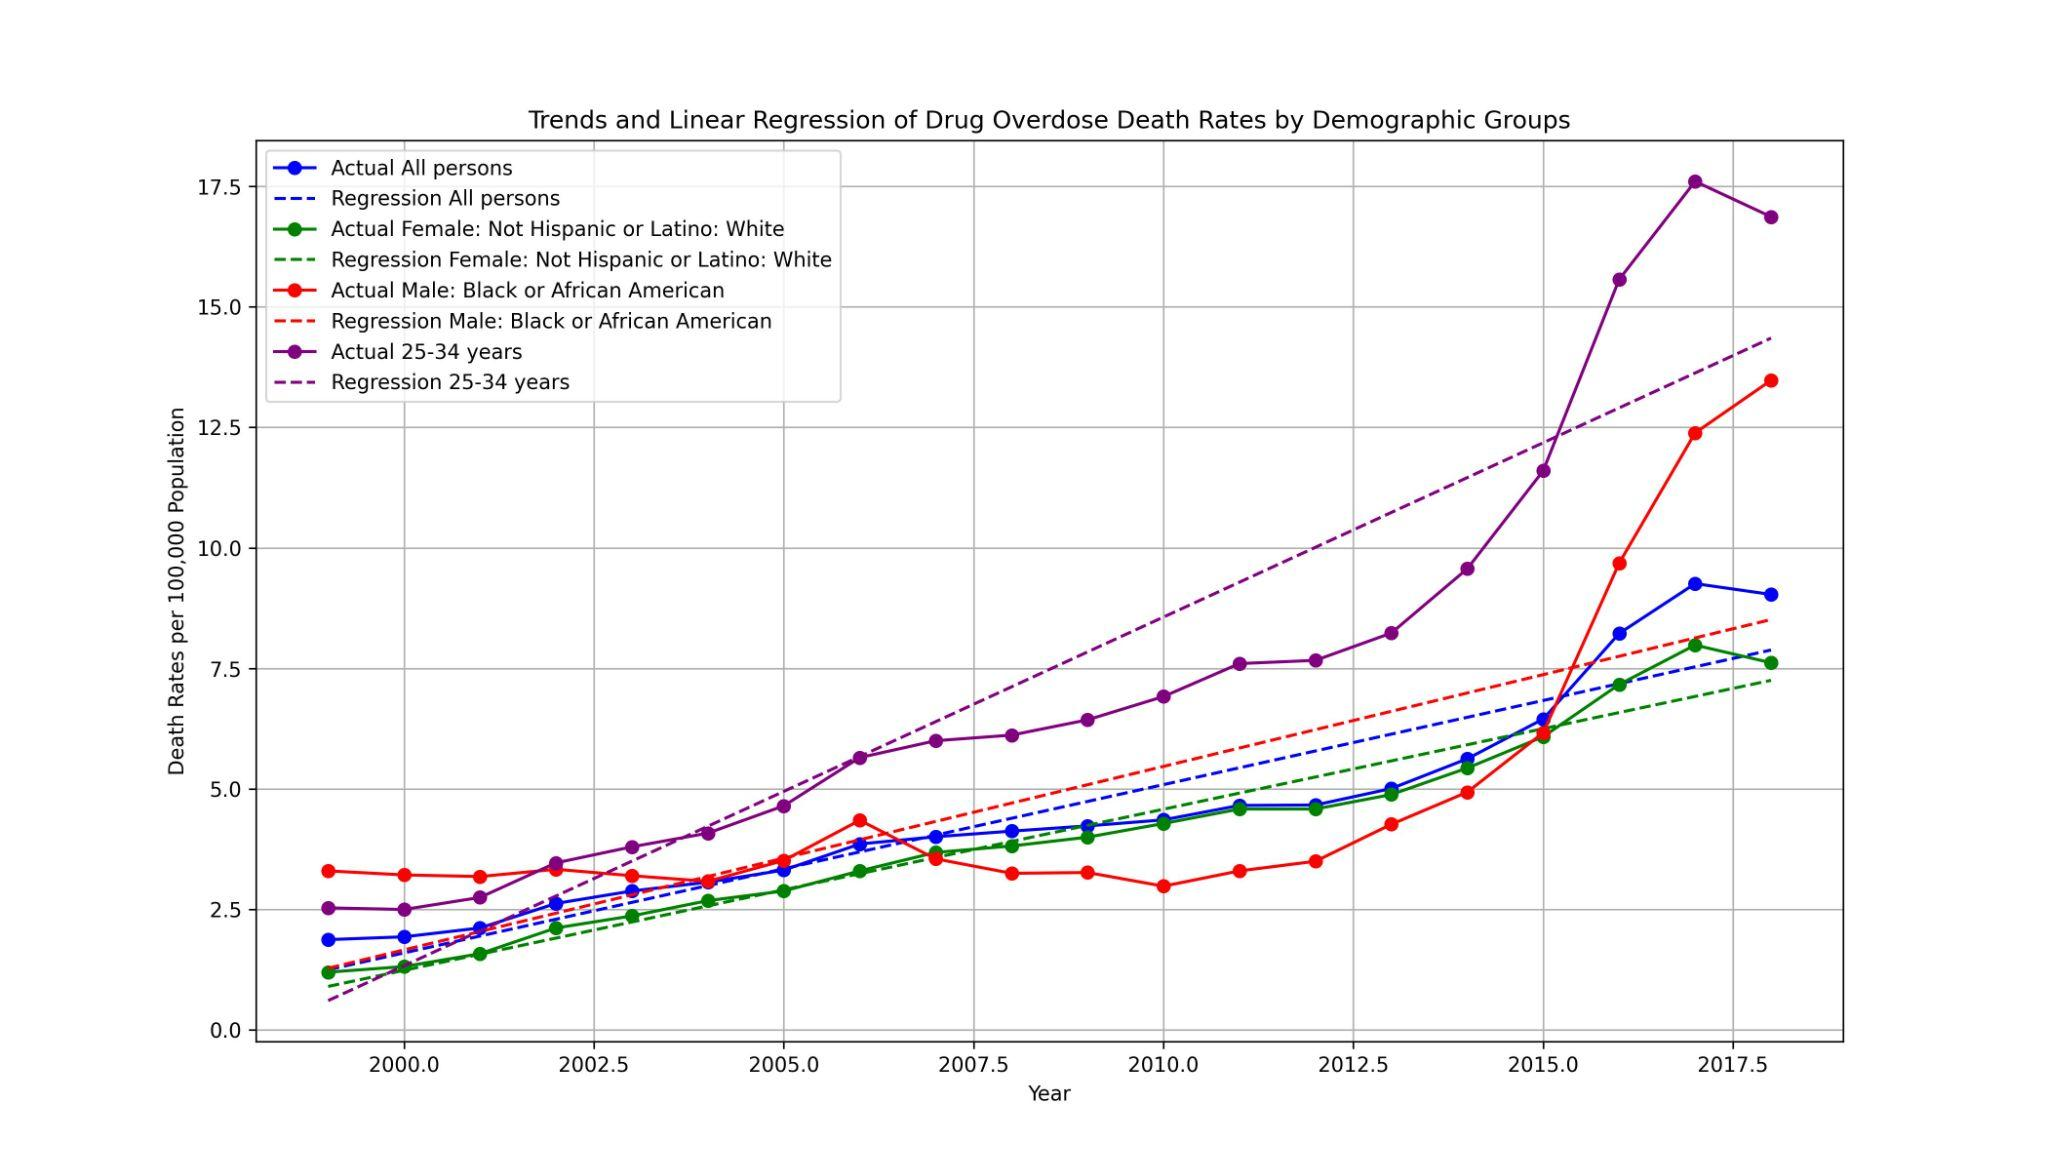 Trends and Linear Regression of Drug Overdose Death Rates by Demographic Groups
Actual All persons
Regression All persons
Actual Female: Not Hispanic or Latino: White
Regression Female: Not Hispanic or Latino: White
Actual Male: Black or African American
Regression Male: Black or African American
Actual 25-34 years
Regression 25-34 years
Death Rates per 100,000 Population
17.5
15.0
12.5
10.0
7.5
5.0
2.5
0.0
2000.0 2002.5 2005.0 2007.5 2010.0 2012.5 2015.0 2017.5
Year